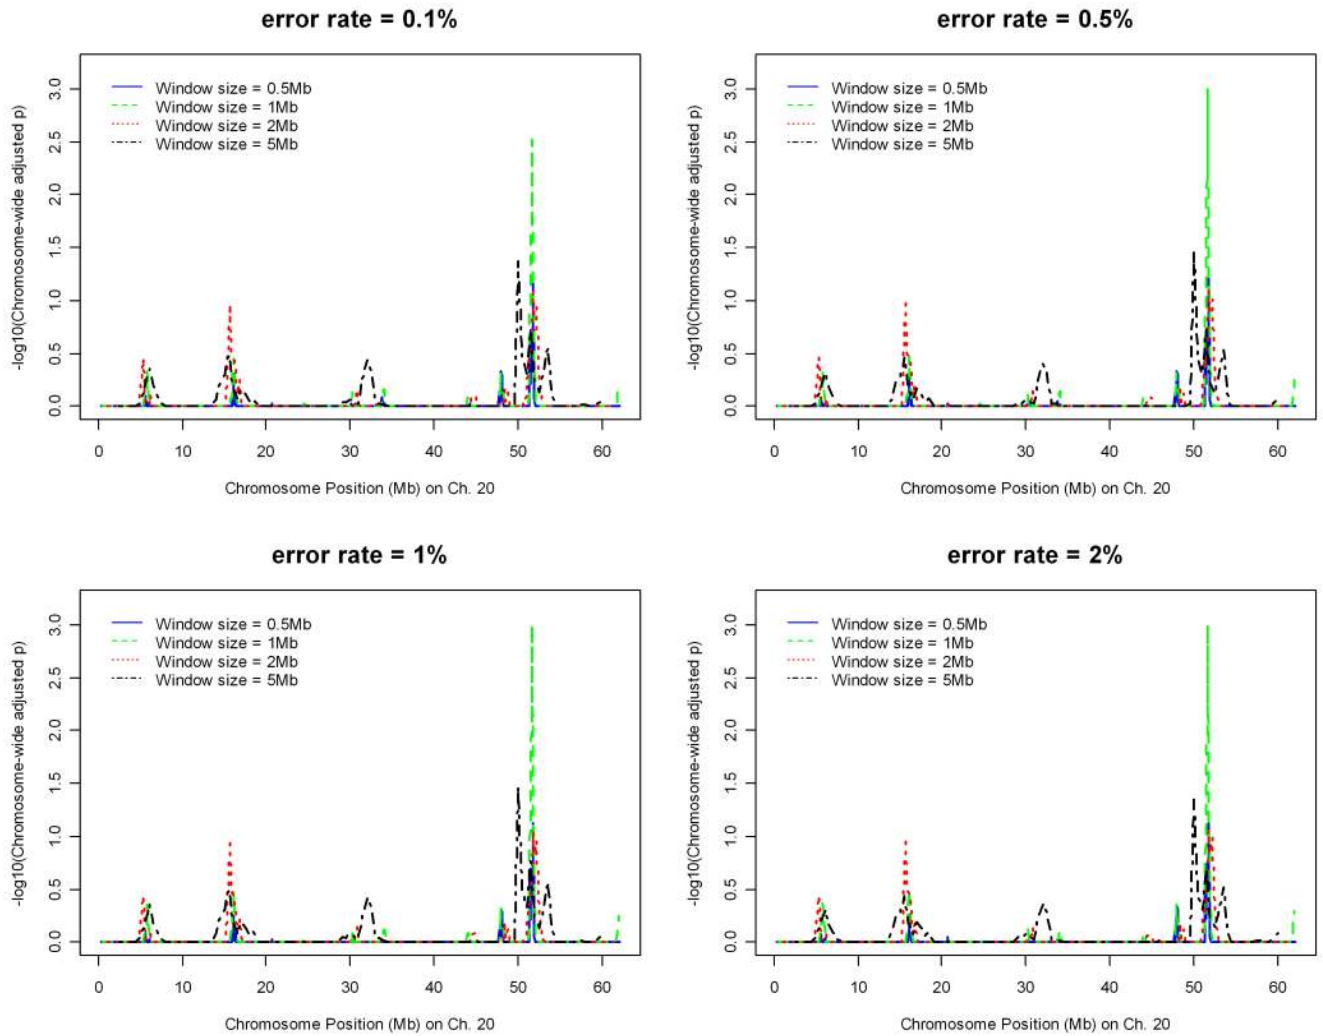 error rate = 0.1%
-log10(Chromosome-wide adjusted p)
3.0
2.5
2.0
1.5
1.0
0.5
0.0
Window size = 0.5Mb
Window size = 1Mb
Window size = 2Mb
Window size = 5Mb
0 10 20 30 40 50 60
Chromosome Position (Mb) on Ch. 20
error rate = 0.5%
-log10(Chromosome-wide adjusted p)
3.0
2.5
2.0
1.5
1.0
0.5
0.0
Window size = 0.5Mb
Window size = 1Mb
Window size = 2Mb
Window size = 5Mb
0 10 20 30 40 50 60
Chromosome Position (Mb) on Ch. 20
error rate = 1%
-log10(Chromosome-wide adjusted p)
3.0
2.5
2.0
1.5
1.0
0.5
0.0
Window size = 0.5Mb
Window size = 1Mb
Window size = 2Mb
Window size = 5Mb
0 10 20 30 40 50 60
Chromosome Position (Mb) on Ch. 20
error rate = 2%
-log10(Chromosome-wide adjusted p)
3.0
2.5
2.0
1.5
1.0
0.5
0.0
Window size = 0.5Mb
Window size = 1Mb
Window size = 2Mb
Window size = 5Mb
0 10 20 30 40 50 60
Chromosome Position (Mb) on Ch. 20